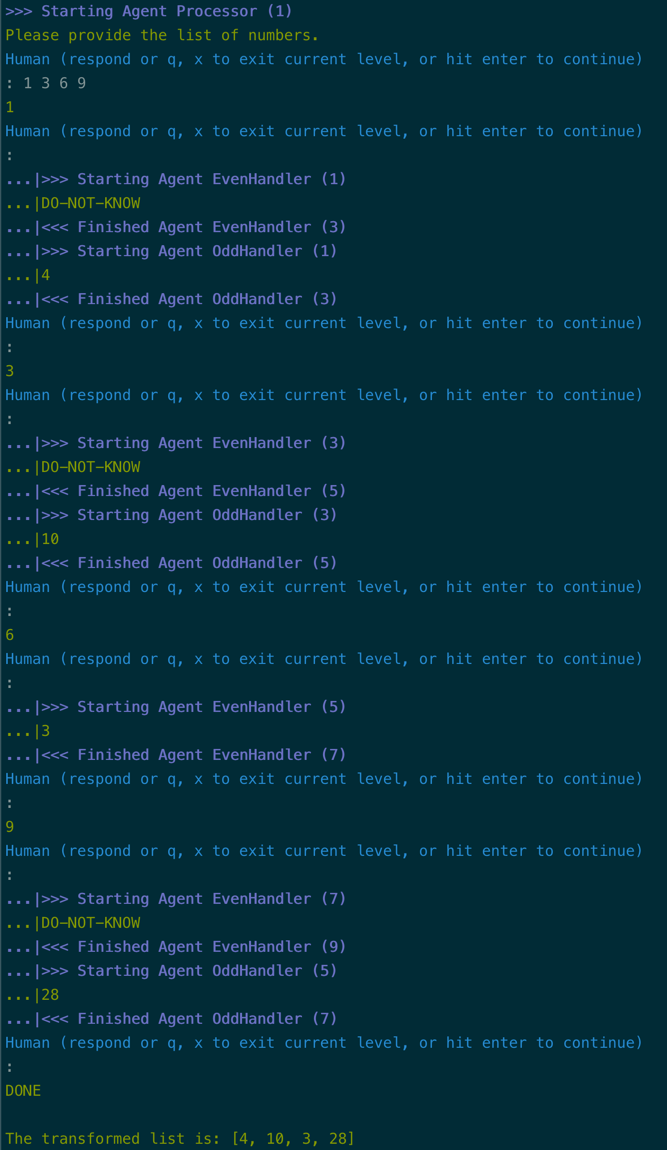 >>> Starting Agent Processor (1)
Please provide the list of numbers.
Human (respond or q, x to exit current level, or hit enter to continue)
: 1 3 6 9
1
Human (respond or q, x to exit current level, or hit enter to continue)
:
...|>>> Starting Agent EvenHandler (1)
...|DO-NOT-KNOW
...|<<< Finished Agent EvenHandler (3)
...|>>> Starting Agent OddHandler (1)
...|4
...|<<< Finished Agent OddHandler (3)
Human (respond or q, x to exit current level, or hit enter to continue)
:
3
Human (respond or q, x to exit current level, or hit enter to continue)
:
...|>>> Starting Agent EvenHandler (3)
...|DO-NOT-KNOW
...|<<< Finished Agent EvenHandler (5)
...|>>> Starting Agent OddHandler (3)
...|10
...|<<< Finished Agent OddHandler (5)
Human (respond or q, x to exit current level, or hit enter to continue)
:
6
Human (respond or q, x to exit current level, or hit enter to continue)
:
...|>>> Starting Agent EvenHandler (5)
...|3
...|<<< Finished Agent EvenHandler (7)
Human (respond or q, x to exit current level, or hit enter to continue)
:
9
Human (respond or q, x to exit current level, or hit enter to continue)
:
...|>>> Starting Agent EvenHandler (7)
...|DO-NOT-KNOW
...|<<< Finished Agent EvenHandler (9)
...|>>> Starting Agent OddHandler (5)
...|28
...|<<< Finished Agent OddHandler (7)
Human (respond or q, x to exit current level, or hit enter to continue)
:
DONE
The transformed list is: [4, 10, 3, 28]